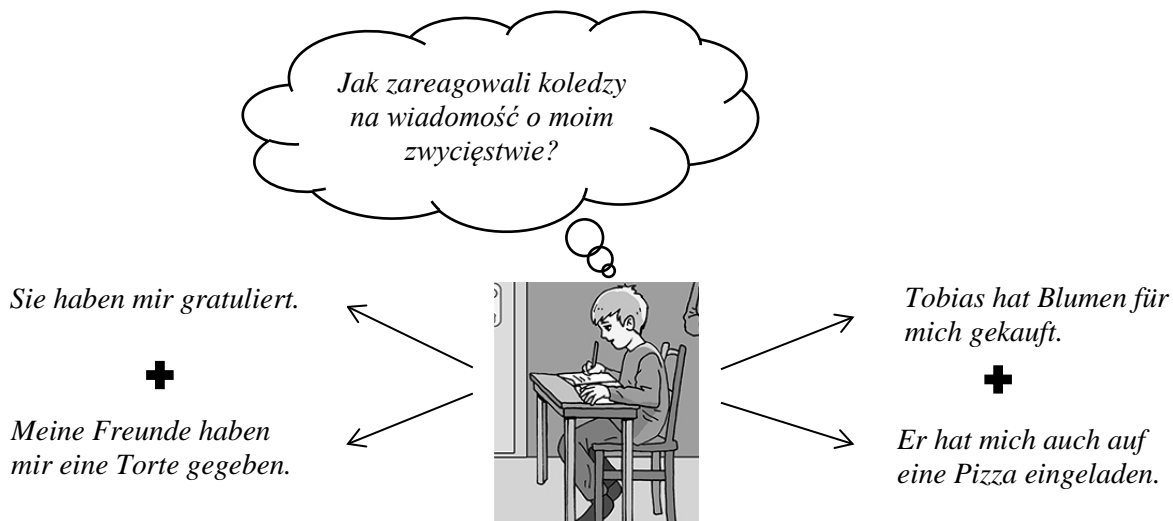 Jak zareagowali koledzy
na wiadomość o moim
zwycięstwie?
Sie haben mir gratuliert.
Meine Freunde haben
mir eine Torte gegeben.
Tobias hat Blumen für
mich gekauft.
Er hat mich auch auf
eine Pizza eingeladen.